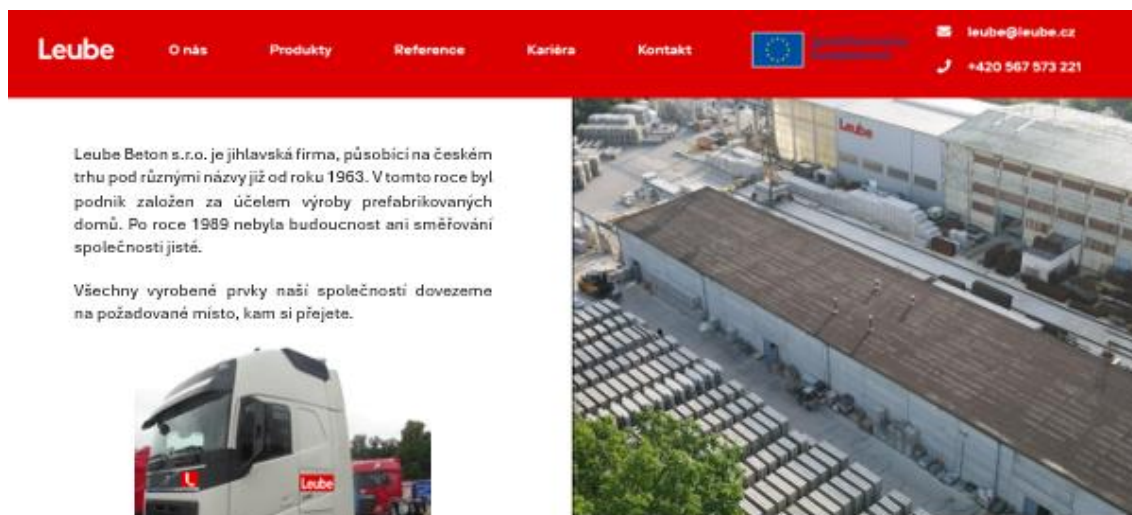 Leube
O nás
Produkty
Reference
Kariéra
Kontakt
leube@leube.cz
+420 567 573 221
Leube Beton s.r.o. je jihlavská firma, působící na českém
trhu pod různými názvy již od roku 1963. V tomto roce byl
podnik založen za účelem výroby prefabrikovaných
domů. Po roce 1989 nebyla budoucnost ani směřování
společnosti jisté.
Všechny vyrobené prvky naší společností dovezeme
na požadované místo, kam si přejete.
Leube
L
Leube